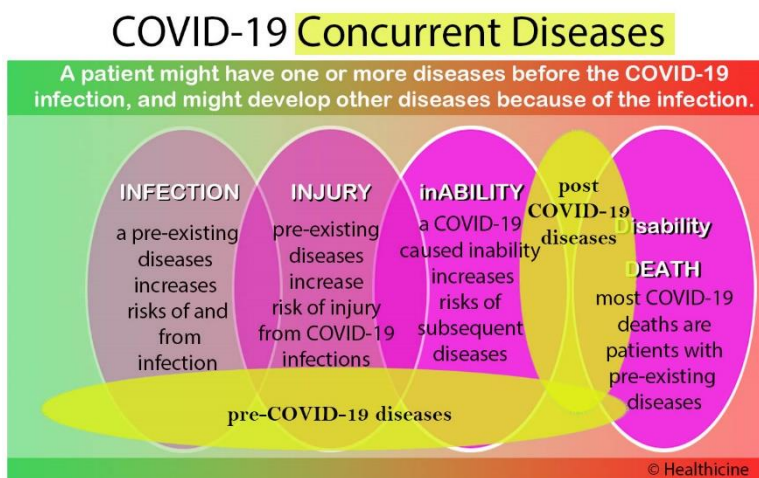 COVID-19 Concurrent Diseases
A patient might have one or more diseases before the COVID-19
infection, and might develop other diseases because of the infection.
INFECTION
a pre-existing
diseases
increases
risks of and
from
infection
INJURY
pre-existing
diseases
increase
risk of injury
from COVID-19
infections
inABILITY
a COVID-19
caused inability
increases
risks of
subsequent
diseases
post
COVID-19
diseases
Disability
DEATH
most COVID-19
deaths are
patients with
pre-existing
diseases
pre-COVID-19 diseases
© Healthicine